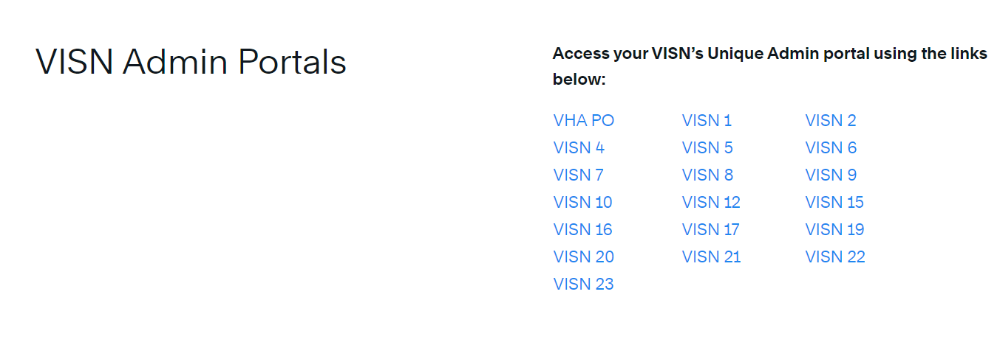 VISN Admin Portals
Access your VISN's Unique Admin portal using the links
below:
VHA PO VISN 1 VISN 2
VISN 4 VISN 5 VISN 6
VISN 7 VISN 8 VISN 9
VISN 10 VISN 12 VISN 15
VISN 16 VISN 17 VISN 19
VISN 20 VISN 21 VISN 22
VISN 23